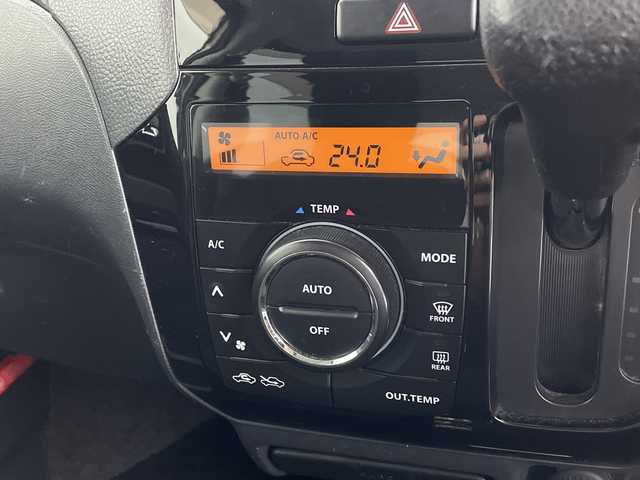 AUTO A/C
24.0
TEMP
A/C
MODE
AUTO
OFF
FRONT
REAR
OUT.TEMP